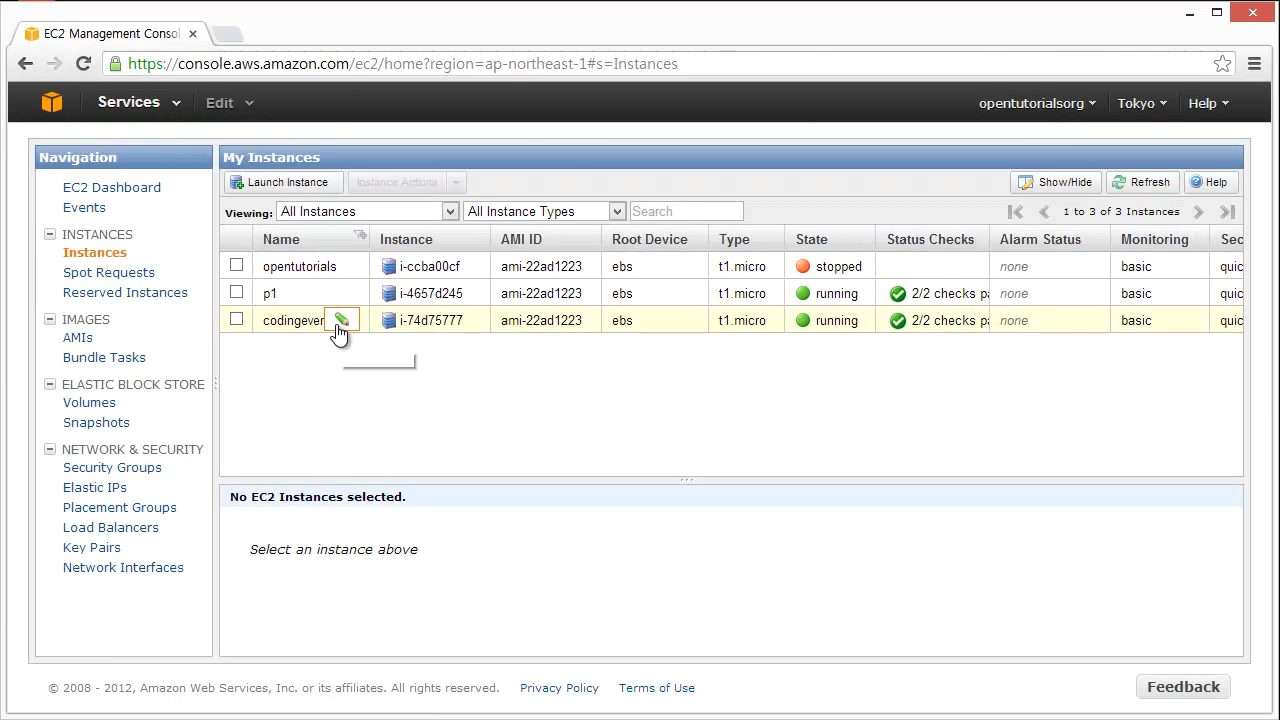 EC2 Management Consol
https://console.aws.amazon.com/ec2/home?region=ap-northeast-1#s=Instances
Services Edit opentutorialsorg Tokyo Help
Navigation
EC2 Dashboard
Events
INSTANCES
Instances
Spot Requests
Reserved Instances
IMAGES
AMIs
Bundle Tasks
ELASTIC BLOCK STORE
Volumes
Snapshots
NETWORK & SECURITY
Security Groups
Elastic IPs
Placement Groups
Load Balancers
Key Pairs
Network Interfaces
My Instances
Launch Instance Instance Actions Show/Hide Refresh Help
Viewing: All Instances All Instance Types Search 1 to 3 of 3 Instances
Name Instance AMI ID Root Device Type State Status Checks Alarm Status Monitoring Sec
opentutorials i-ccba00cf ami-22ad1223 ebs t1.micro stopped none basic quic
p1 i-4657d245 ami-22ad1223 ebs t1.micro running 2/2 checks pa none basic quic
codingever i-74d75777 ami-22ad1223 ebs t1.micro running 2/2 checks pa none basic quic
No EC2 Instances selected.
Select an instance above
© 2008 - 2012, Amazon Web Services, Inc. or its affiliates. All rights reserved. Privacy Policy Terms of Use Feedback